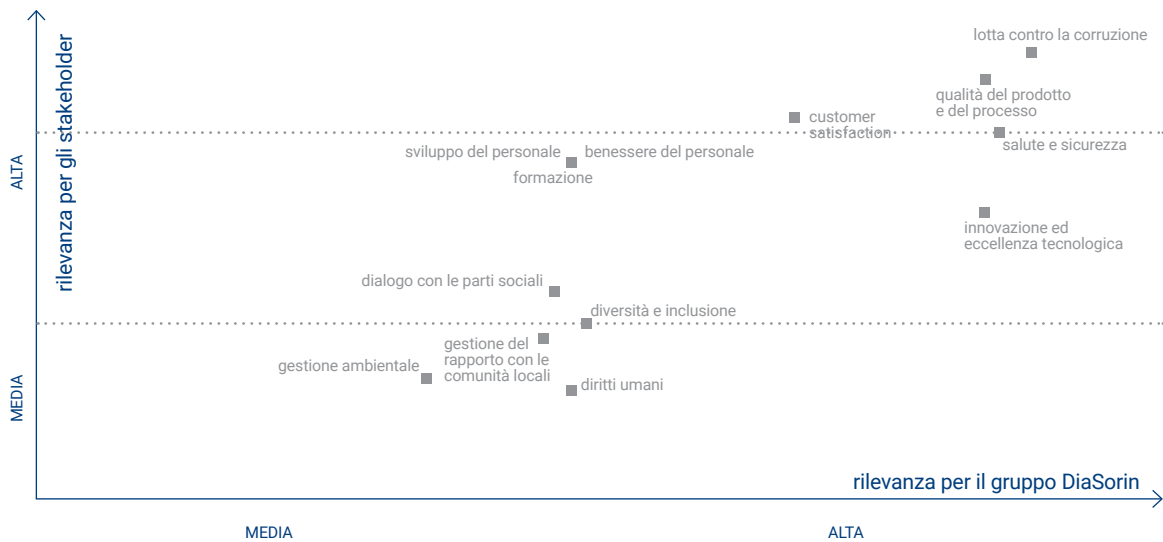 rilevanza per gli stakeholder
ALTA
MEDIA
lotta contro la corruzione
qualità del prodotto
e del processo
customer
satisfaction
salute e sicurezza
sviluppo del personale
benessere del personale
formazione
innovazione ed
eccellenza tecnologica
dialogo con le parti sociali
diversità e inclusione
gestione del
rapporto con le
comunità locali
gestione ambientale
diritti umani
rilevanza per il gruppo DiaSorin
MEDIA
ALTA